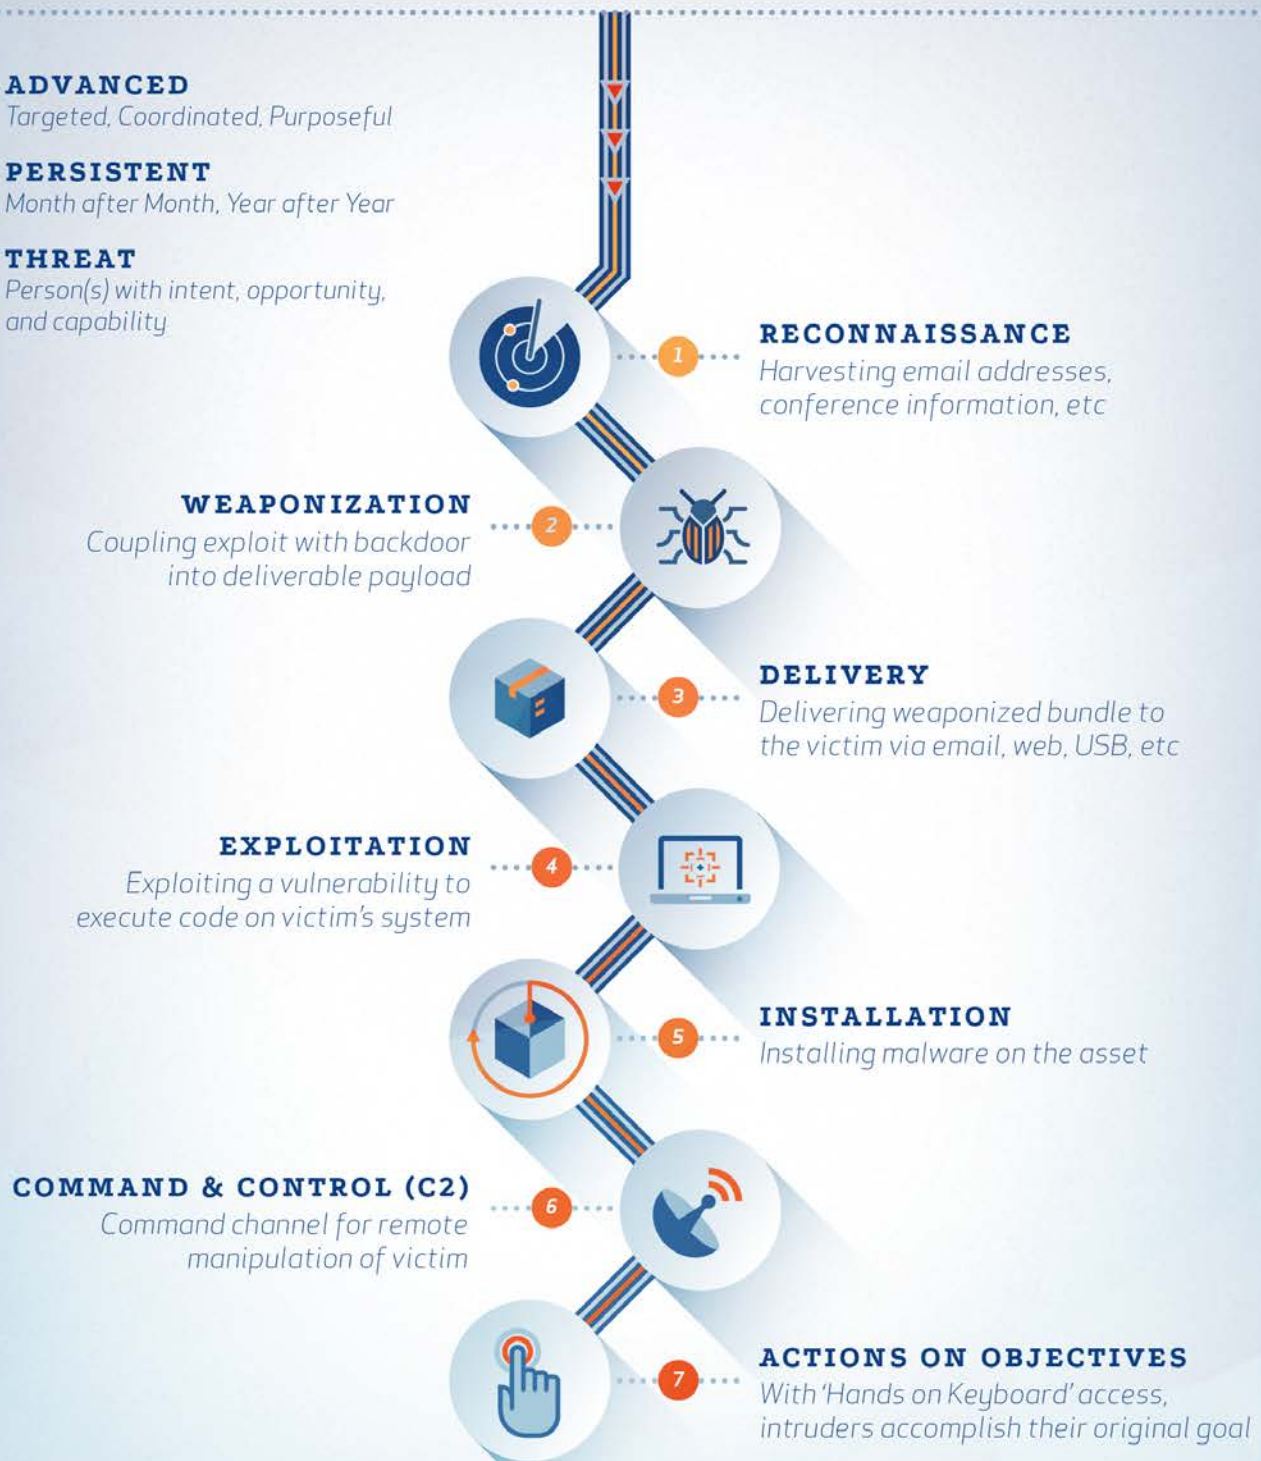 ADVANCED
Targeted, Coordinated, Purposeful
PERSISTENT
Month after Month, Year after Year
THREAT
Person(s) with intent, opportunity,
and capability
1
RECONNAISSANCE
Harvesting email addresses,
conference information, etc
WEAPONIZATION
2
Coupling exploit with backdoor
into deliverable payload
3
DELIVERY
Delivering weaponized bundle to
the victim via email, web, USB, etc
EXPLOITATION
4
Exploiting a vulnerability to
execute code on victim's system
5
INSTALLATION
Installing malware on the asset
COMMAND & CONTROL (C2)
6
Command channel for remote
manipulation of victim
7
ACTIONS ON OBJECTIVES
With 'Hands on Keyboard' access,
intruders accomplish their original goal